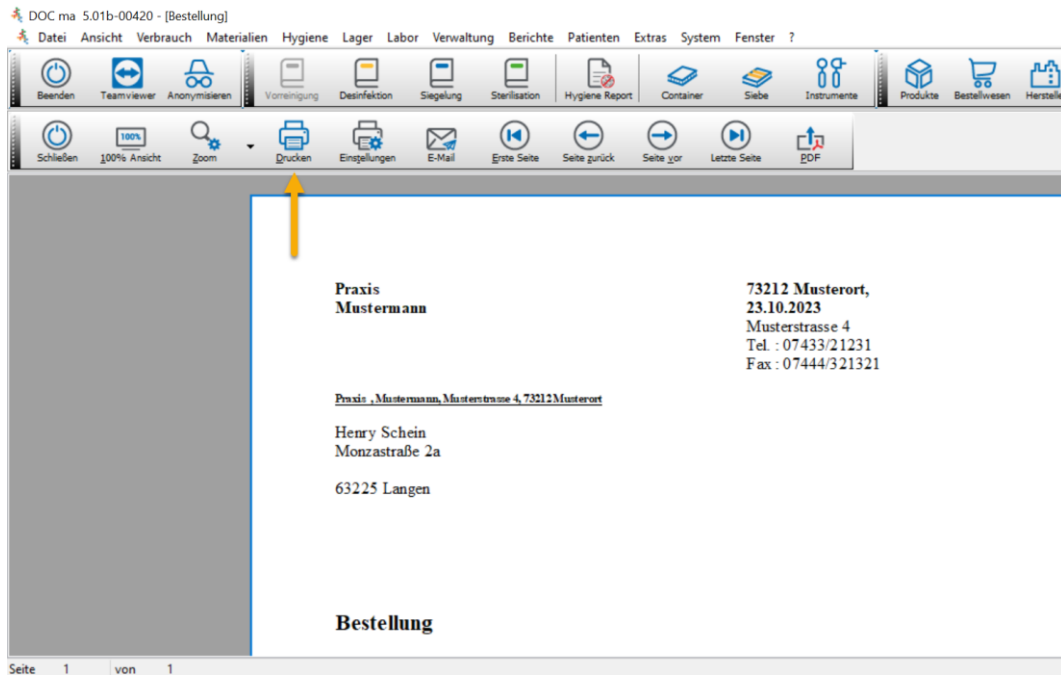 DOC ma 5.01b-00420 - [Bestellung]
Datei Ansicht Verbrauch Materialien Hygiene Lager Labor Verwaltung Berichte Patienten Extras System Fenster ?
Beenden Teamviewer Anonymisieren Vorreinigung Desinfektion Siegelung Sterilisation Hygiene Report Container Siebe Instrumente Produkte Bestellwesen Herstelle
100%
Schließen 100% Ansicht Zoom Drucken Einstellungen E-Mail Erste Seite Seite zurück Seite vor Letzte Seite PDF
Praxis 73212 Musterort,
Mustermann 23.10.2023
Musterstrasse 4
Tel. : 07433/21231
Fax : 07444/321321
Praxis , Mustermann, Musterstrasse 4, 73212 Musterort
Henry Schein
Monzastraße 2a
63225 Langen
Bestellung
Seite 1 von 1